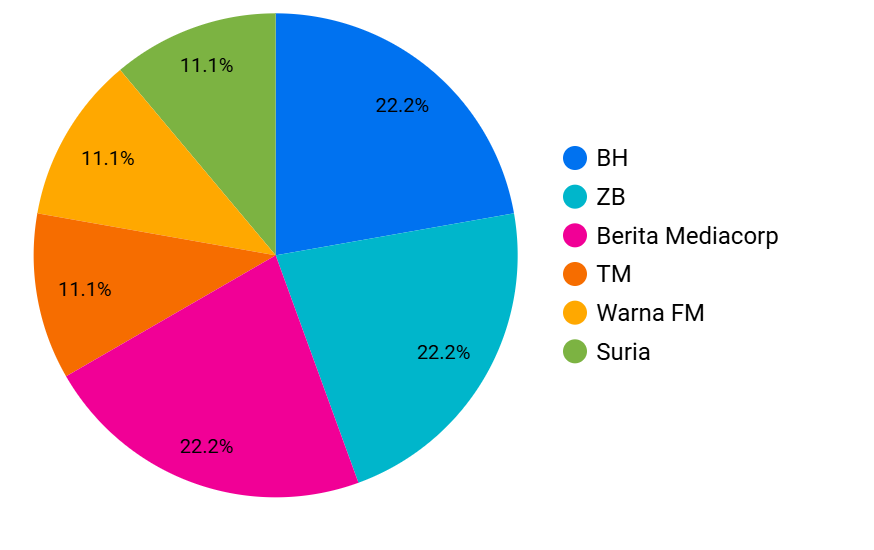 11.1%
22.2%
11.1%
11.1%
22.2%
22.2%
BH
ZB
Berita Mediacorp
TM
Warna FM
Suria